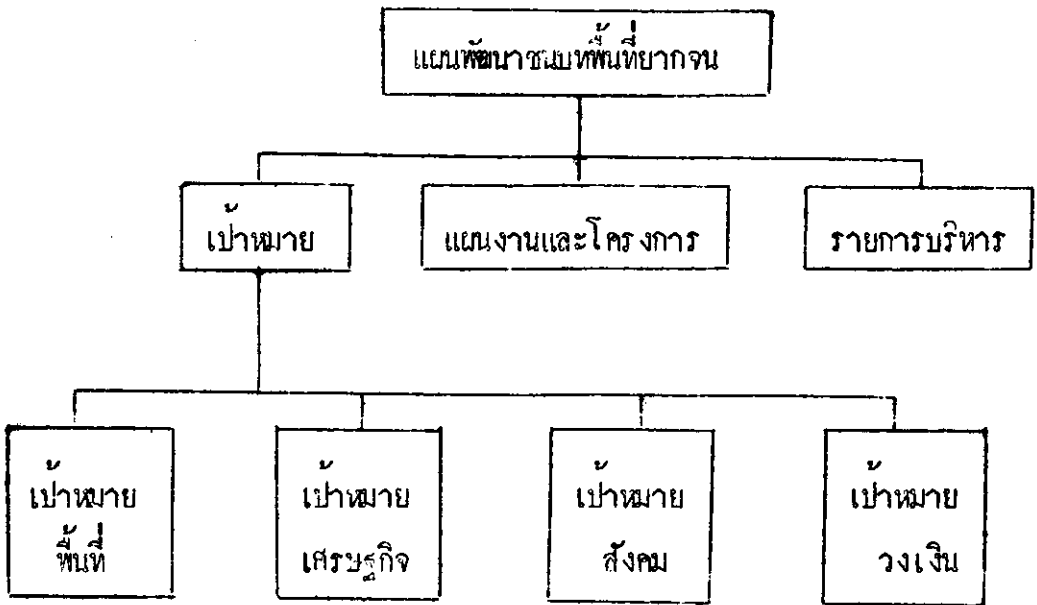 แผนพัฒนาชนบทพื้นที่ยากจน
เป้าหมาย
แผนงานและโครงการ
รายการบริหาร
เป้าหมาย
พื้นที่
เป้าหมาย
เศรษฐกิจ
เป้าหมาย
สังคม
เป้าหมาย
วงเงิน